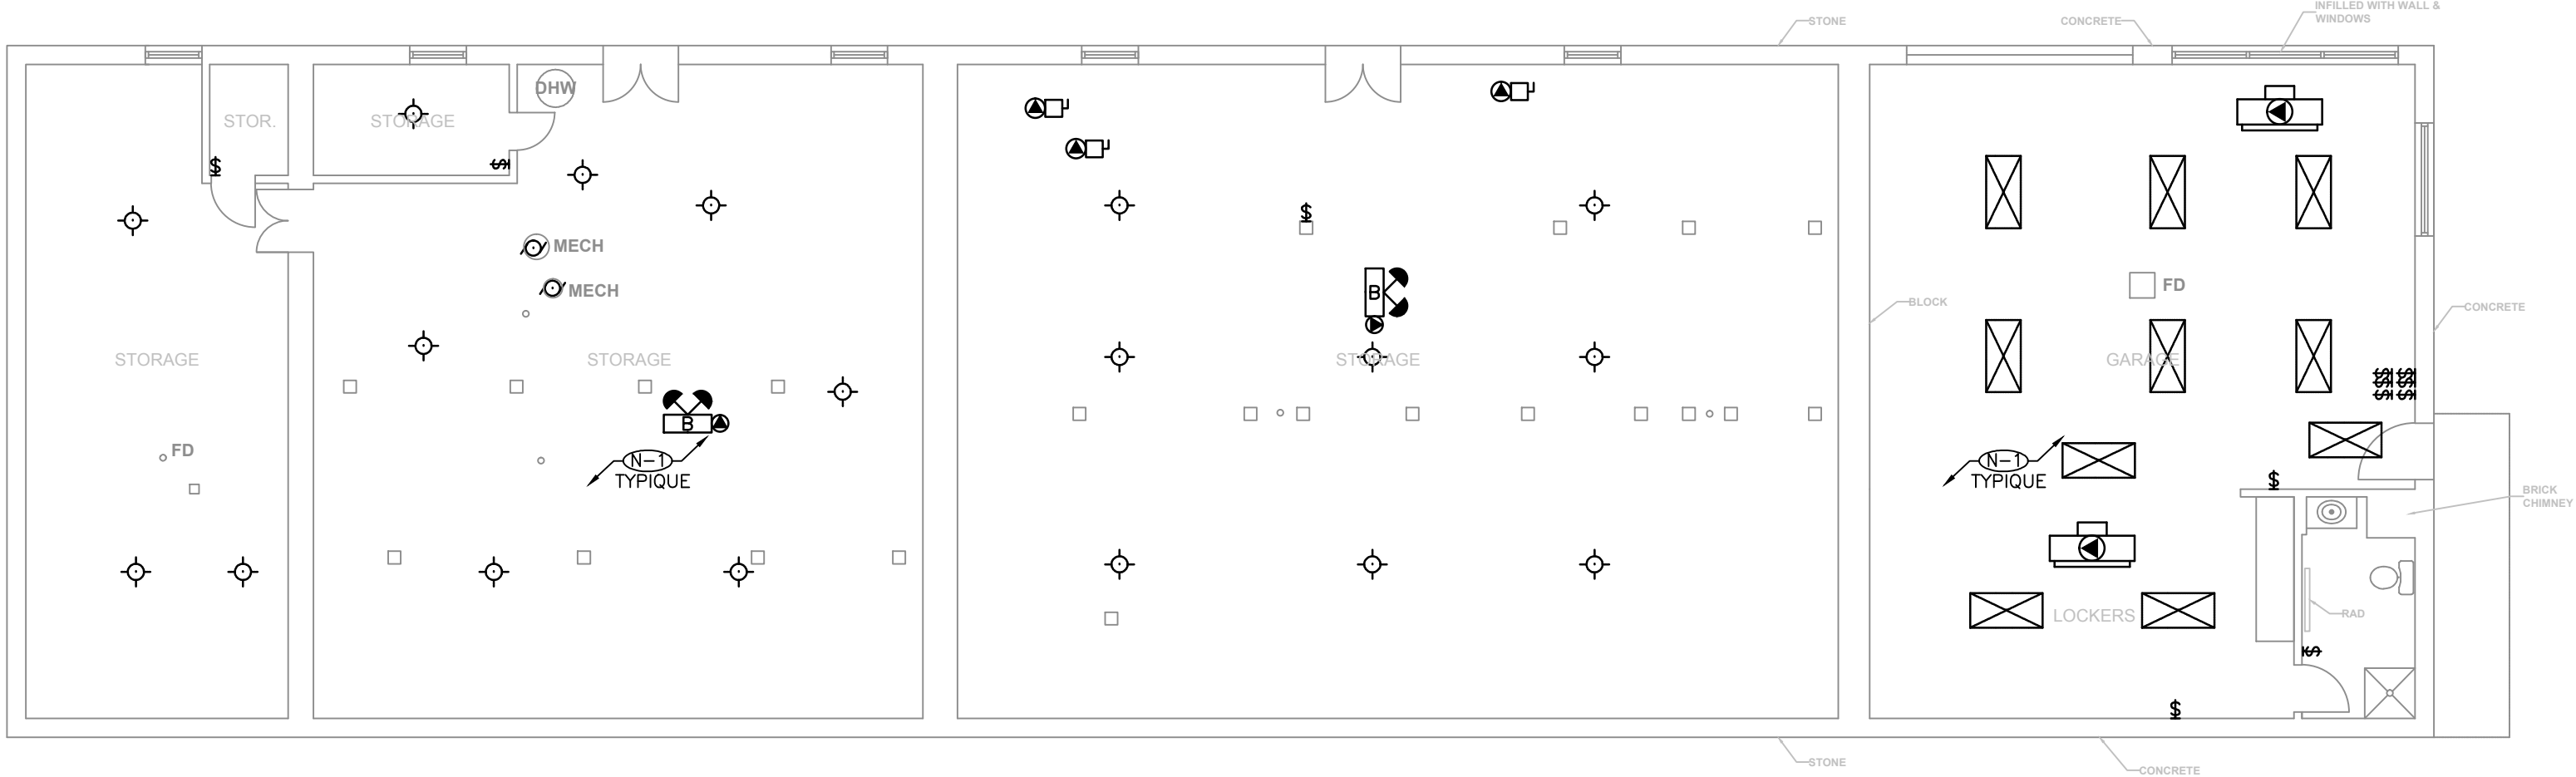 INFILLED WITH WALL &
WINDOWS
STONE
CONCRETE
DHW
STOR.
STORAGE
$
$
$
MECH
MECH
B
BLOCK
FD
CONCRETE
STORAGE
STORAGE
STORAGE
GARAGE
$ $
$ $
$ $
B
FD
N-1
TYPIQUE
N-1
TYPIQUE
$
BRICK
CHIMNEY
LOCKERS
RAD
$
$
STONE
CONCRETE